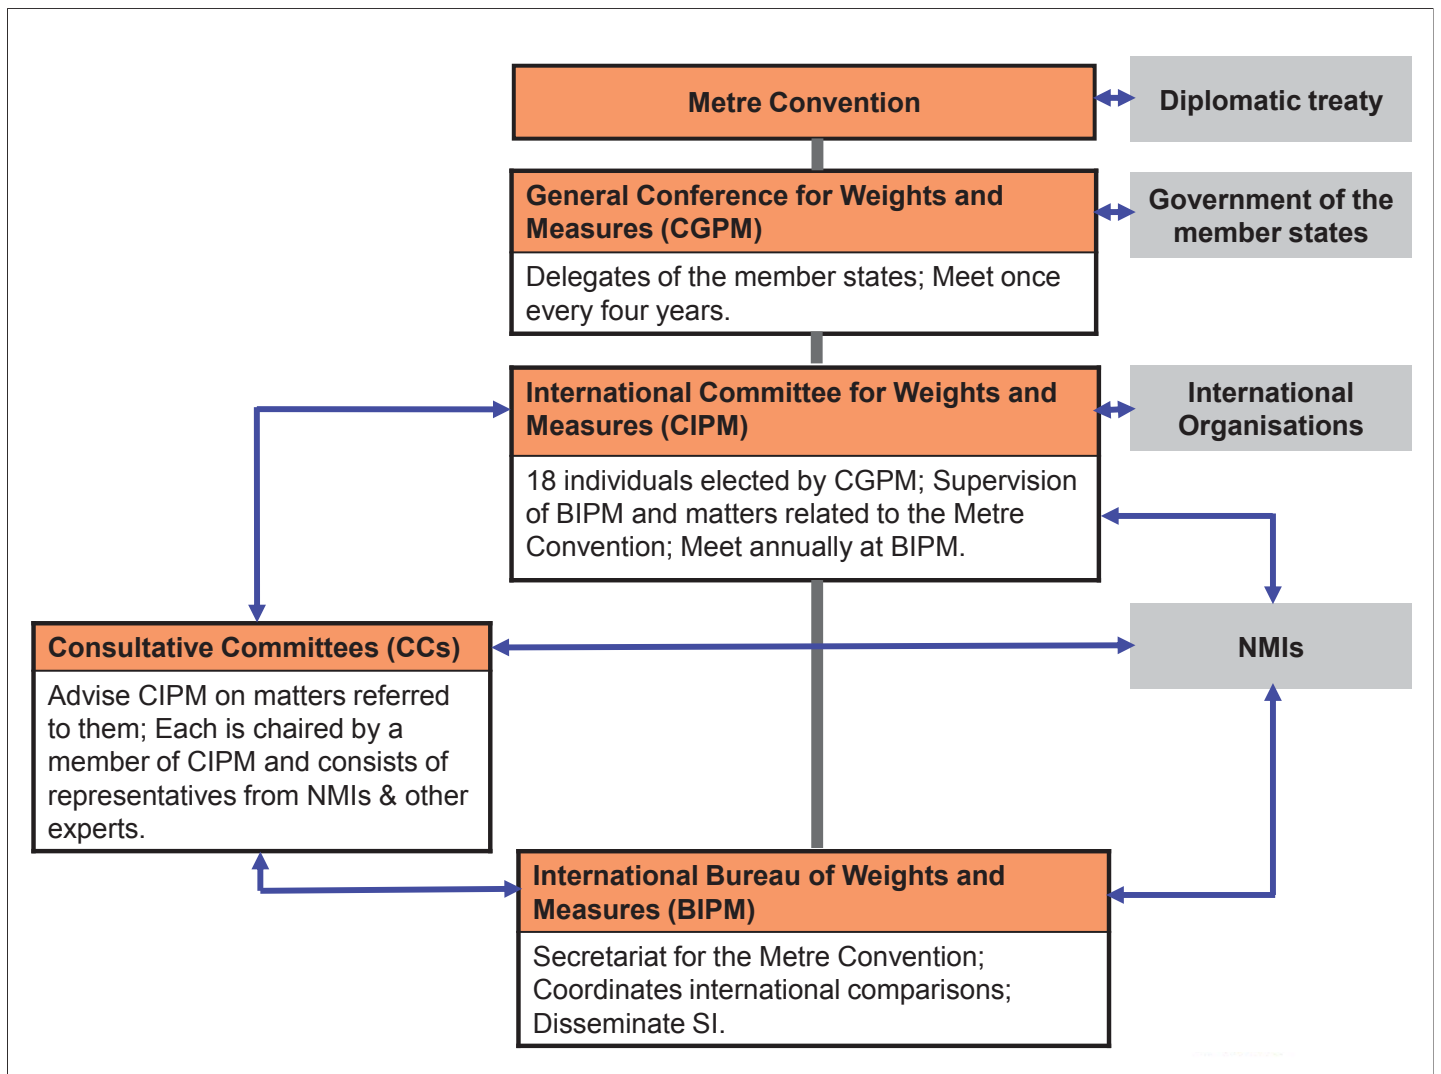 Metre Convention
Diplomatic treaty
General Conference for Weights and
Measures (CGPM)
Government of the
member states
Delegates of the member states; Meet once
every four years.
International Committee for Weights and
Measures (CIPM)
International
Organisations
18 individuals elected by CGPM; Supervision
of BIPM and matters related to the Metre
Convention; Meet annually at BIPM.
Consultative Committees (CCs)
NMIs
Advise CIPM on matters referred
to them; Each is chaired by a
member of CIPM and consists of
representatives from NMIs & other
experts.
International Bureau of Weights and
Measures (BIPM)
Secretariat for the Metre Convention;
Coordinates international comparisons;
Disseminate SI.